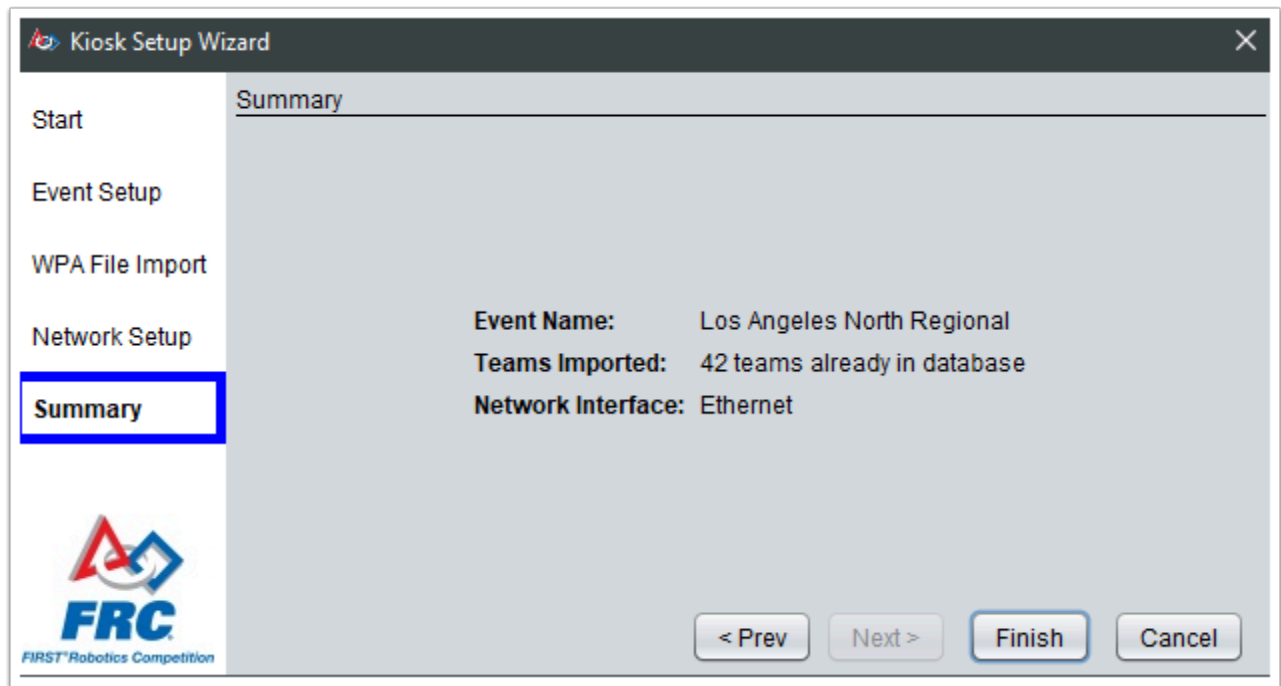 Kiosk Setup Wizard
Summary
Start
Event Setup
WPA File Import
Network Setup
Summary
Event Name: Los Angeles North Regional
Teams Imported: 42 teams already in database
Network Interface: Ethernet
FRC
FIRST® Robotics Competition
< Prev Next > Finish Cancel